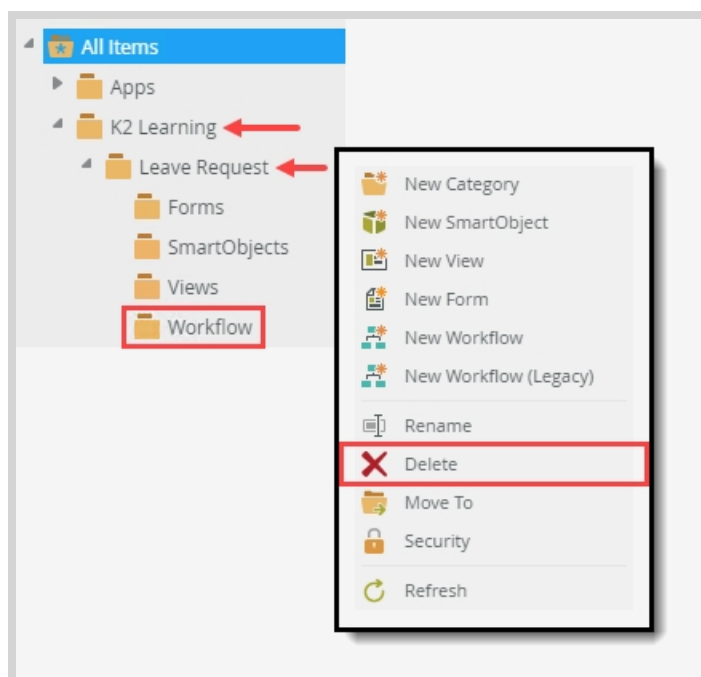 All Items
Apps
K2 Learning
Leave Request
Forms
SmartObjects
Views
Workflow
New Category
New SmartObject
New View
New Form
New Workflow
New Workflow (Legacy)
Rename
Delete
Move To
Security
Refresh